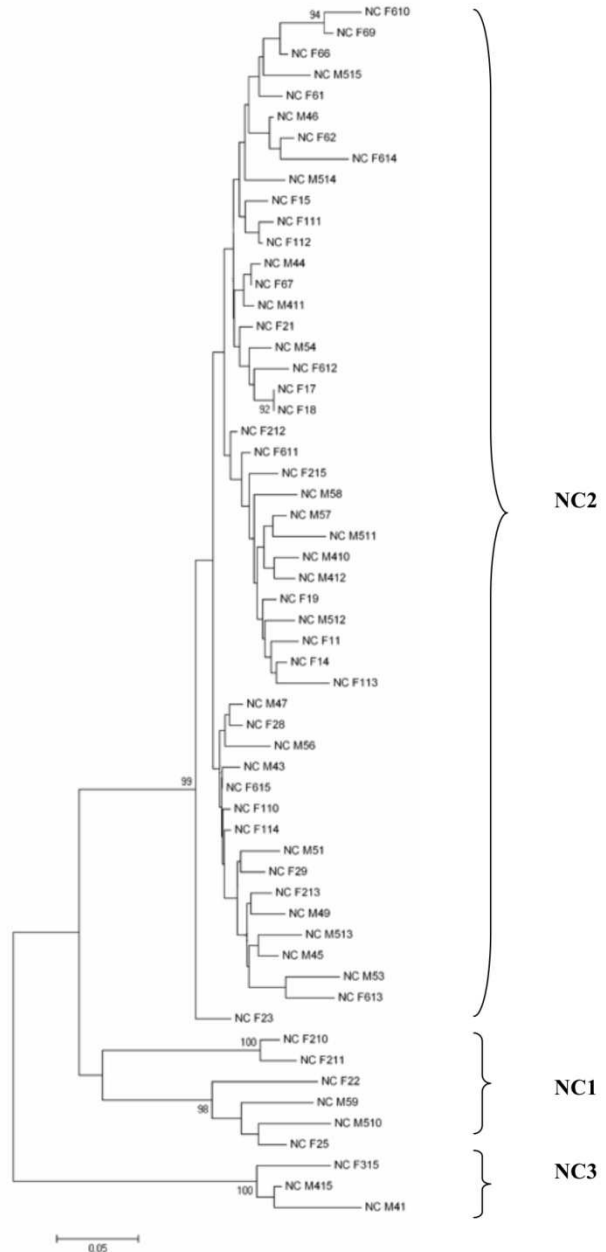 94
NC F610
NC F69
NC F66
NC M515
NC F61
NC M46
NC F62
NC F614
NC M514
NC F15
NC F111
NC F112
NC M44
NC F67
NC M411
NC F21
NC M54
NC F612
NC F17
92 NC F18
NC F212
NC F611
NC F215
NC M58
NC M57
NC2
NC M511
NC M410
NC M412
NC F19
NC M512
NC F11
NC F14
NC F113
NC M47
NC F28
NC M56
NC M43
99
NC F615
NC F110
NC F114
NC M51
NC F29
NC F213
NC M49
NC M513
NC M45
NC M53
NC F613
NC F23
100
NC F210
NC F211
NC F22
NC1
98
NC M59
NC M510
NC F25
NC F315
NC3
100
NC M415
NC M41
0.05